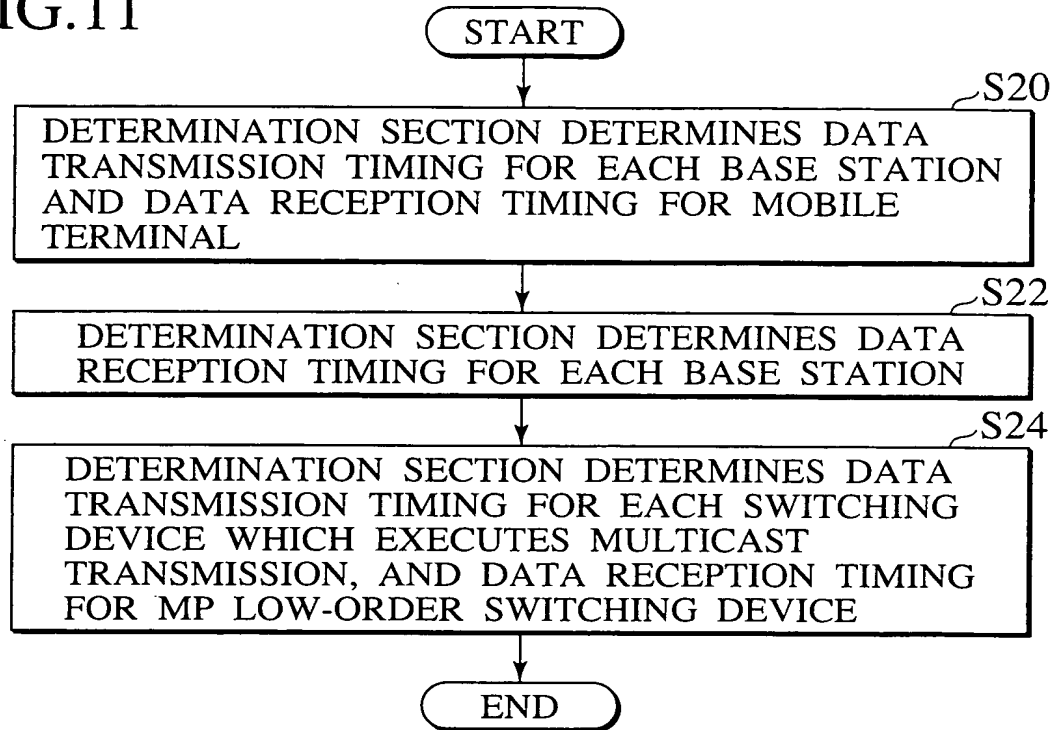 IG.11
START
S20
DETERMINATION SECTION DETERMINES DATA
TRANSMISSION TIMING FOR EACH BASE STATION
AND DATA RECEPTION TIMING FOR MOBILE
TERMINAL
S22
DETERMINATION SECTION DETERMINES DATA
RECEPTION TIMING FOR EACH BASE STATION
S24
DETERMINATION SECTION DETERMINES DATA
TRANSMISSION TIMING FOR EACH SWITCHING
DEVICE WHICH EXECUTES MULTICAST
TRANSMISSION, AND DATA RECEPTION TIMING
FOR MP LOW-ORDER SWITCHING DEVICE
END